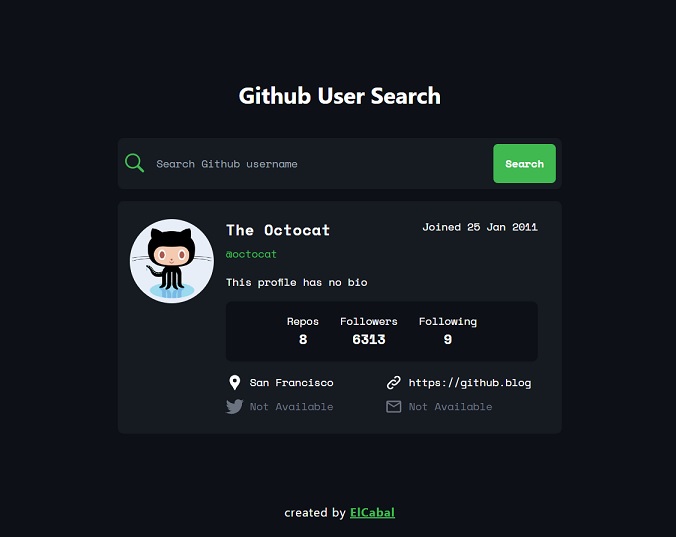 Github User Search
Search Github username
Search
The Octocat
Joined 25 Jan 2011
@octocat
This profile has no bio
Repos Followers Following
8 6313 9
San Francisco
https://github.blog
Not Available
Not Available
created by ElCabal